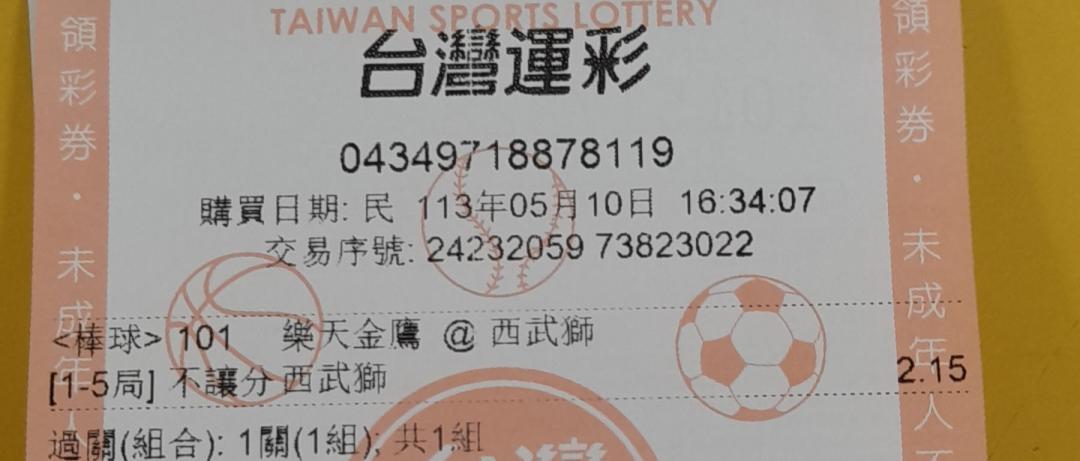 TAIWAN SPORTS LOTTERY
台灣運彩
04349718878119
購買日期: 民 113年05月10日 16:34:07
交易序號: 24232059 73823022
<棒球> 101 樂天金鷹 @ 西武獅
[1-5局] 不讓分 西武獅 2.15
過關(組合): 1關(1組); 共1組
領彩券・未成年人
領彩券・未成年人不